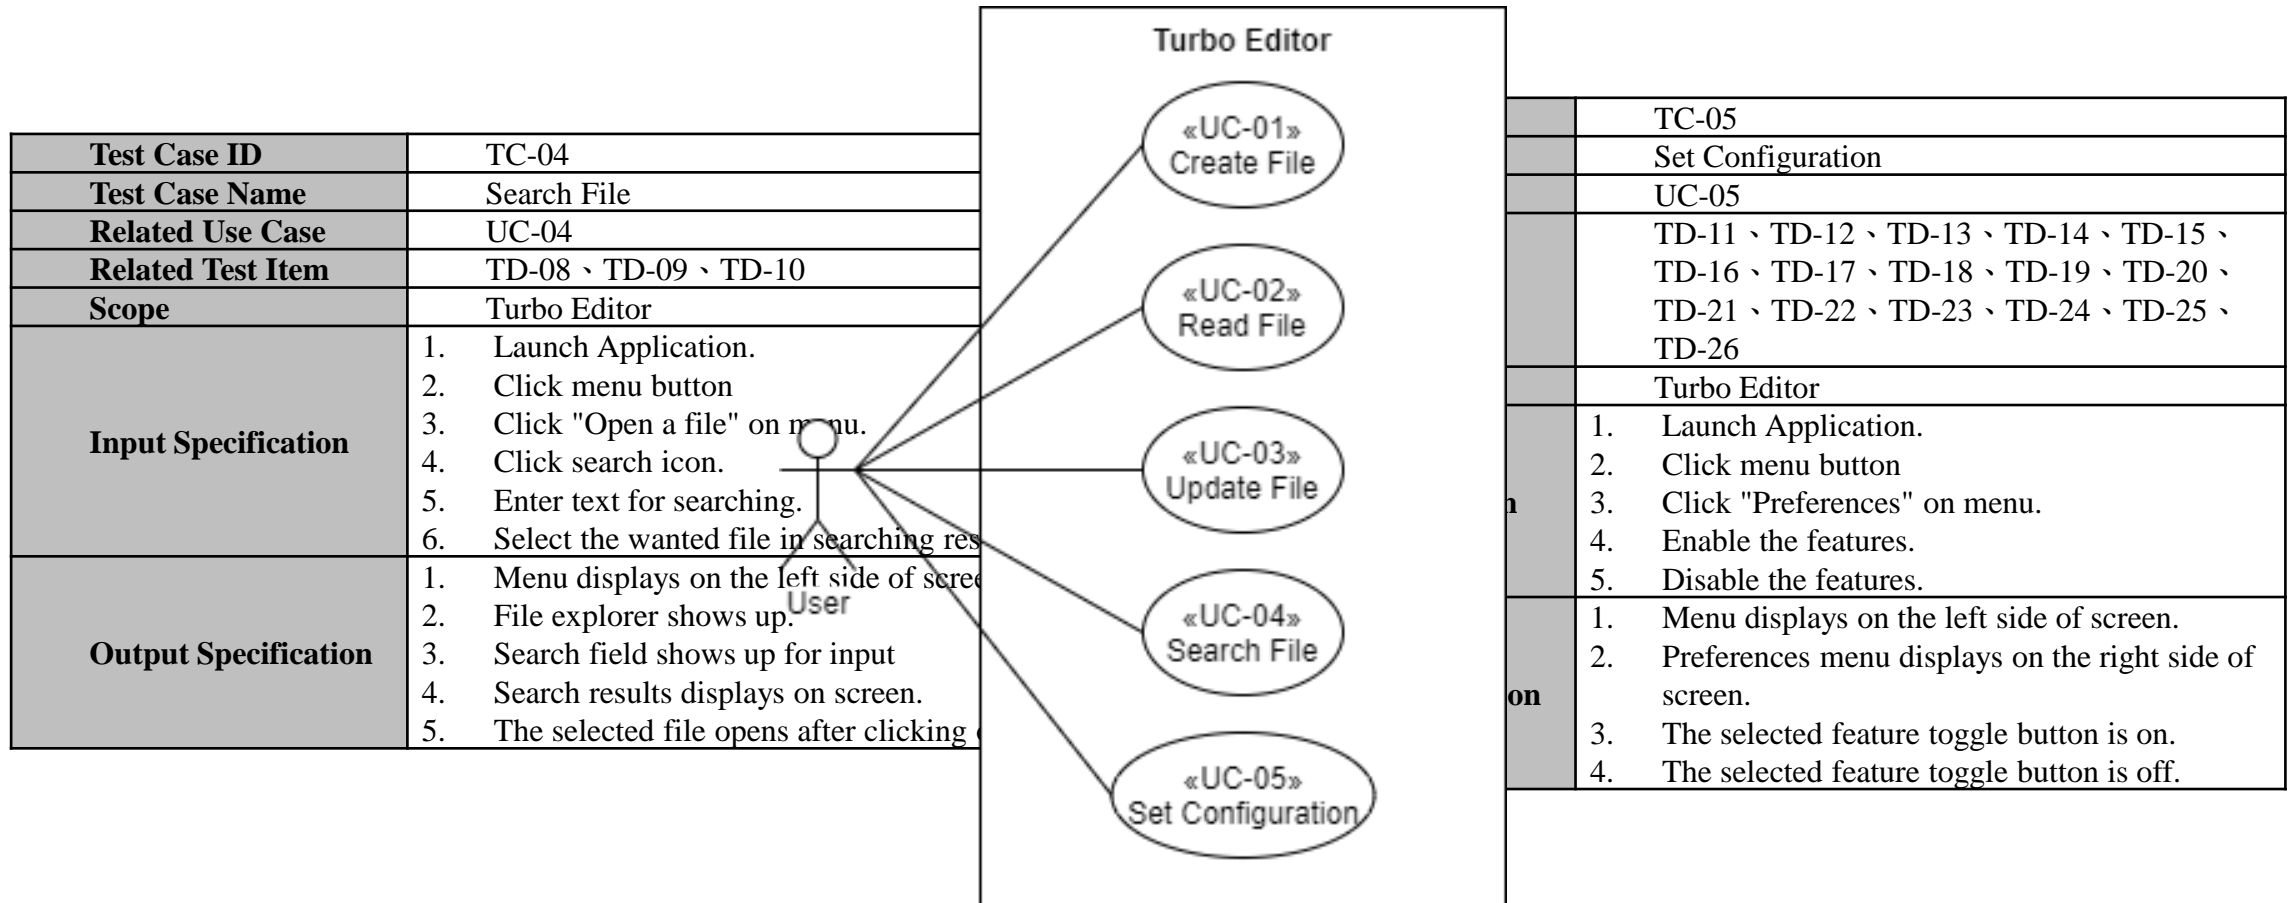 Test Case ID TC-04
Test Case Name Search File
Related Use Case UC-04
Related Test Item TD-08、TD-09、TD-10
Scope Turbo Editor
Input Specification
1. Launch Application.
2. Click menu button
3. Click "Open a file" on menu.
4. Click search icon.
5. Enter text for searching.
6. Select the wanted file in searching res
Output Specification
1. Menu displays on the left side of scree
2. File explorer shows up.
3. Search field shows up for input
4. Search results displays on screen.
5. The selected file opens after clicking
User
Turbo Editor
«UC-01»
Create File
«UC-02»
Read File
«UC-03»
Update File
«UC-04»
Search File
«UC-05»
Set Configuration
TC-05
Set Configuration
UC-05
TD-11、TD-12、TD-13、TD-14、TD-15、
TD-16、TD-17、TD-18、TD-19、TD-20、
TD-21、TD-22、TD-23、TD-24、TD-25、
TD-26
Turbo Editor
1. Launch Application.
2. Click menu button
3. Click "Preferences" on menu.
4. Enable the features.
5. Disable the features.
on
1. Menu displays on the left side of screen.
2. Preferences menu displays on the right side of
screen.
3. The selected feature toggle button is on.
4. The selected feature toggle button is off.